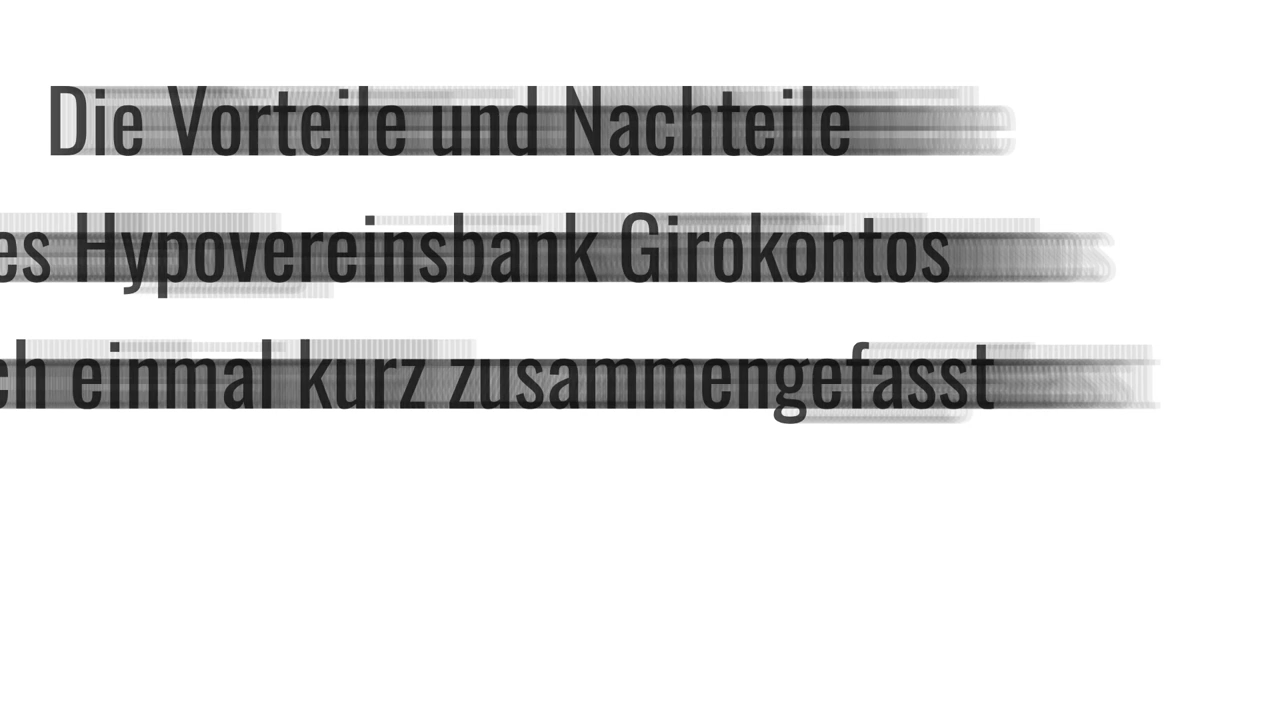 Die Vorteile und Nachteile
es Hypovereinsbank Girokontos
ch einmal kurz zusammengefasst